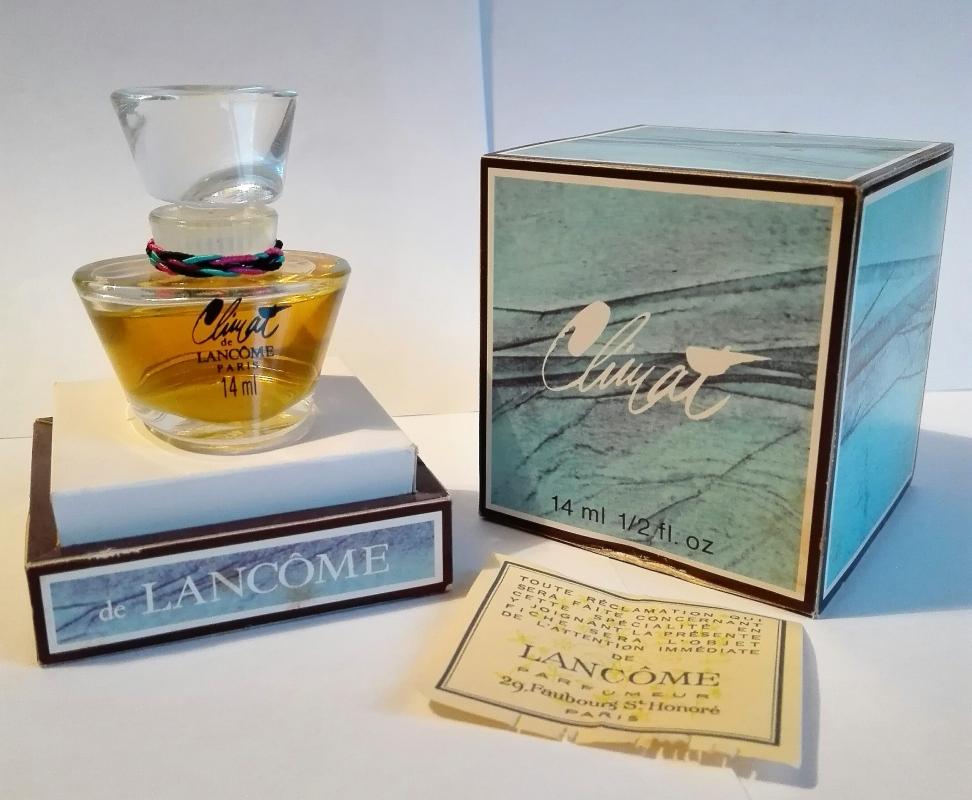 Climat
de
LANCÔME
PARIS
14 ml
de LANCÔME
Climat
14 ml 1/2 fl. oz
TOUTE RÉCLAMATION QUI
SERA FAITE CONCERNANT
CETTE SPÉCIALITÉ EN
Y JOIGNANT LA PRÉSENTE
FICHE SERA L'OBJET
DE L'ATTENTION IMMÉDIATE
DE
LANCÔME
PARFUMEUR
29, Faubourg St Honoré
PARIS